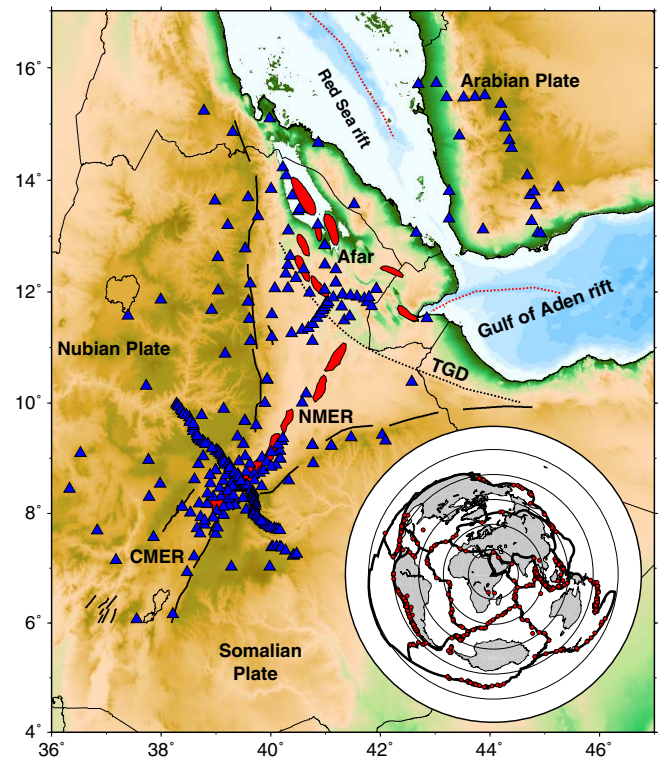 16°
14°
12°
10°
8°
6°
4°
36°
38°
40°
42°
44°
46°
Arabian Plate
Red Sea rift
Afar
Gulf of Aden rift
Nubian Plate
TGD
NMER
CMER
Somalian
Plate